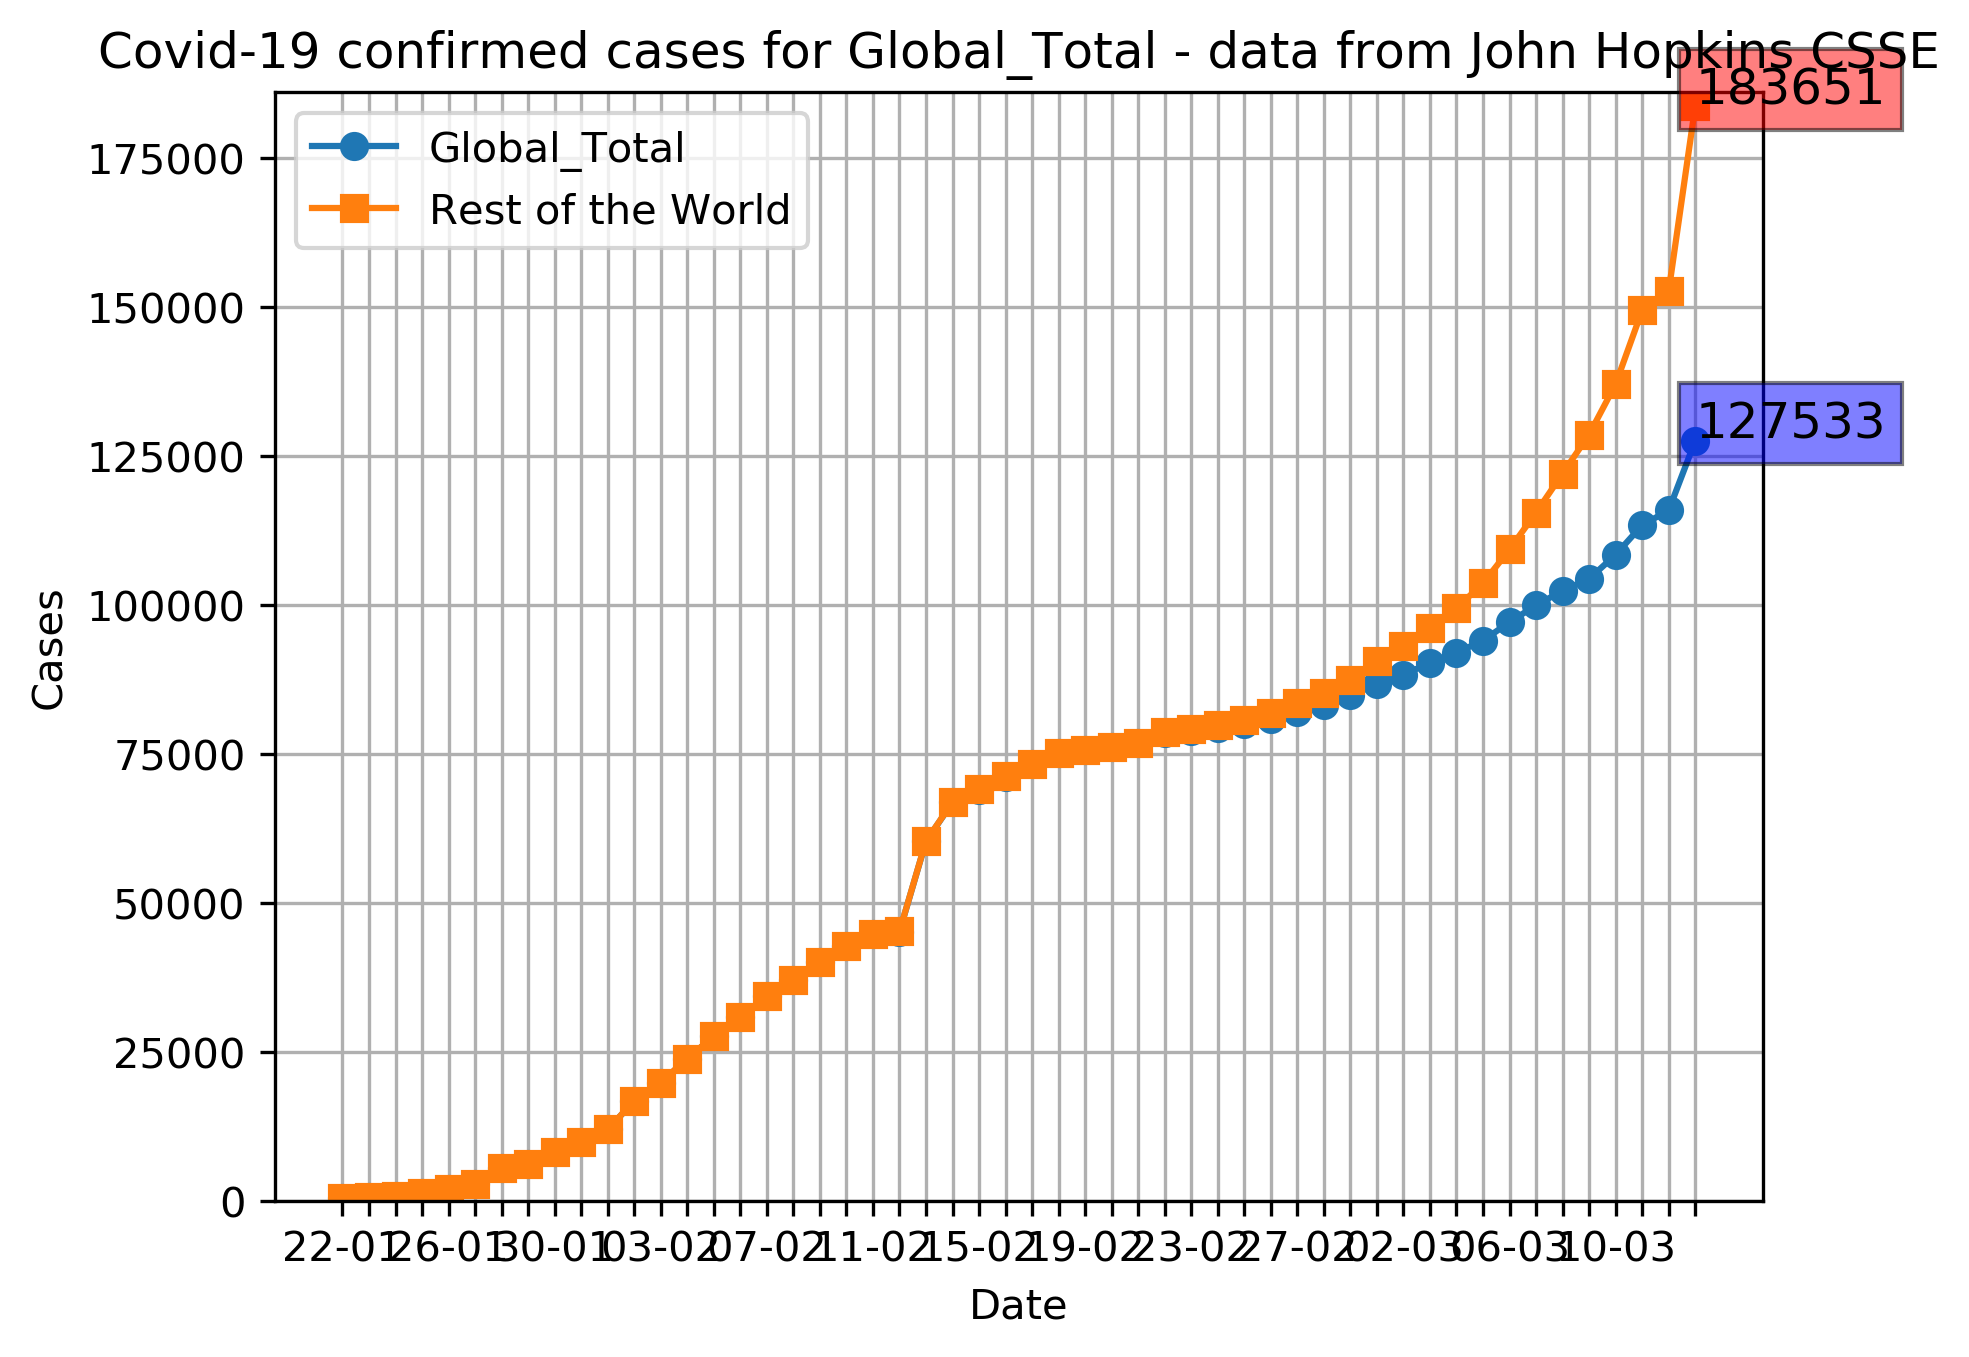 Covid-19 confirmed cases for Global_Total - data from John Hopkins CSSE
183651
Global_Total
Rest of the World
127533
175000
150000
125000
100000
75000
50000
25000
0
Cases
22-01 26-01 30-01 03-02 07-02 11-02 15-02 19-02 23-02 27-02 02-03 06-03 10-03
Date